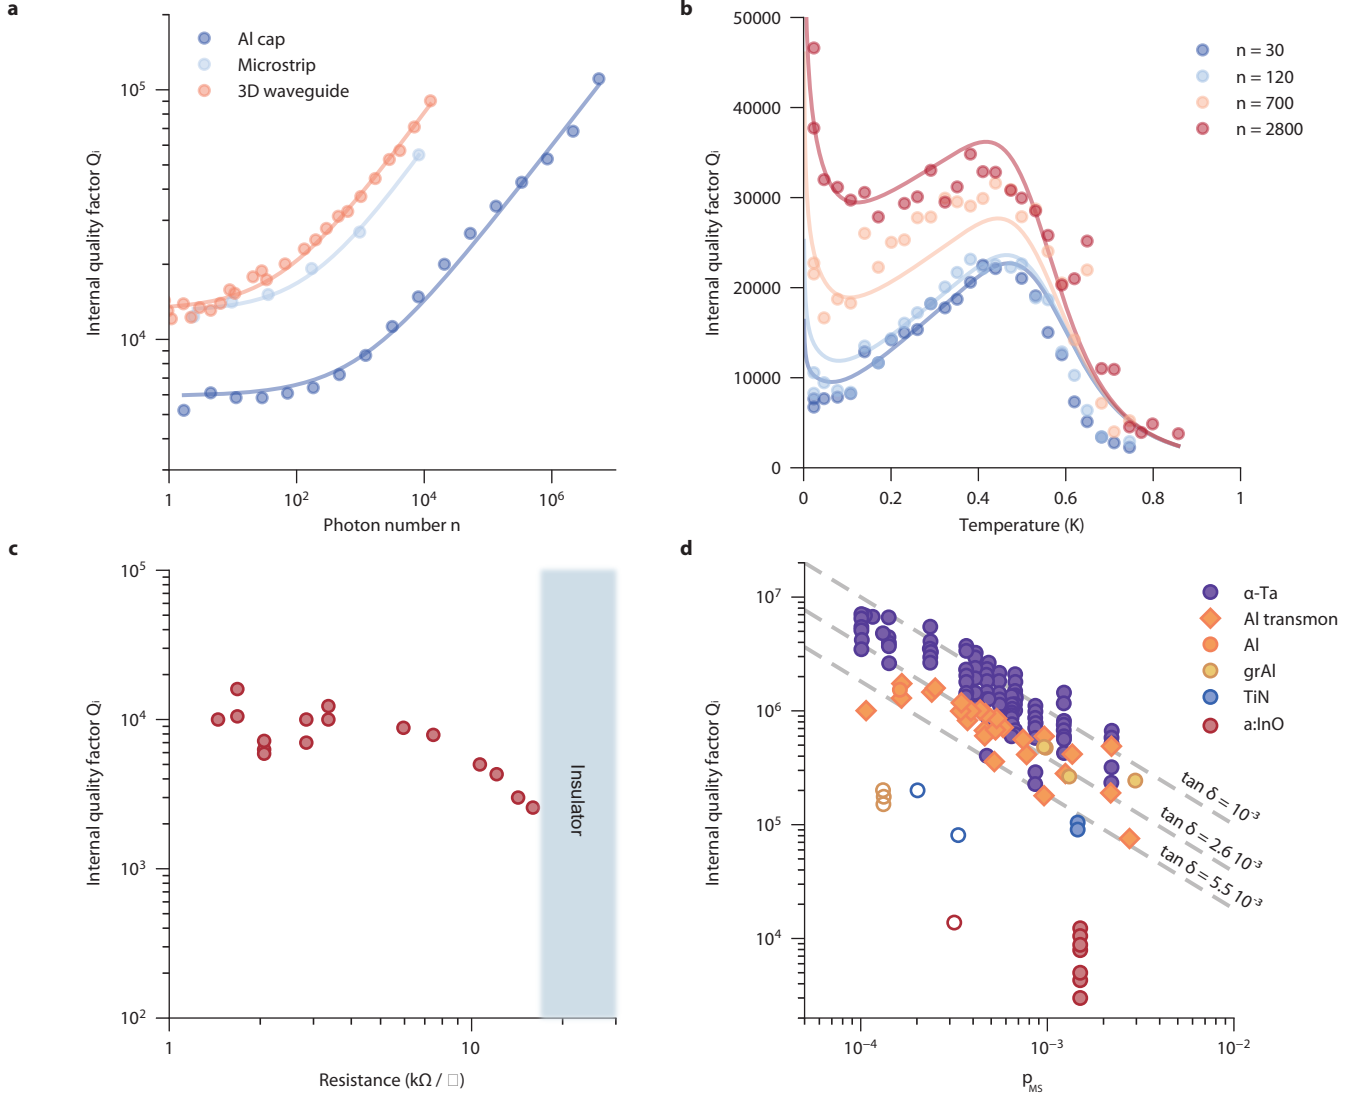 a
Internal quality factor Qᵢ
10⁵
10⁴
Al cap
Microstrip
3D waveguide
1
10²
10⁴
10⁶
Photon number n
b
Internal quality factor Qᵢ
50000
40000
30000
20000
10000
0
n = 30
n = 120
n = 700
n = 2800
0
0.2
0.4
0.6
0.8
1
Temperature (K)
c
Internal quality factor Qᵢ
10⁵
10⁴
10³
10²
Insulator
1
10
Resistance (kΩ / □)
d
Internal quality factor Qᵢ
10⁷
10⁶
10⁵
10⁴
α-Ta
Al transmon
Al
grAl
TiN
a:InO
tan δ = 10⁻³
tan δ = 2.6 10⁻³
tan δ = 5.5 10⁻³
10⁻⁴
10⁻³
10⁻²
p_MS